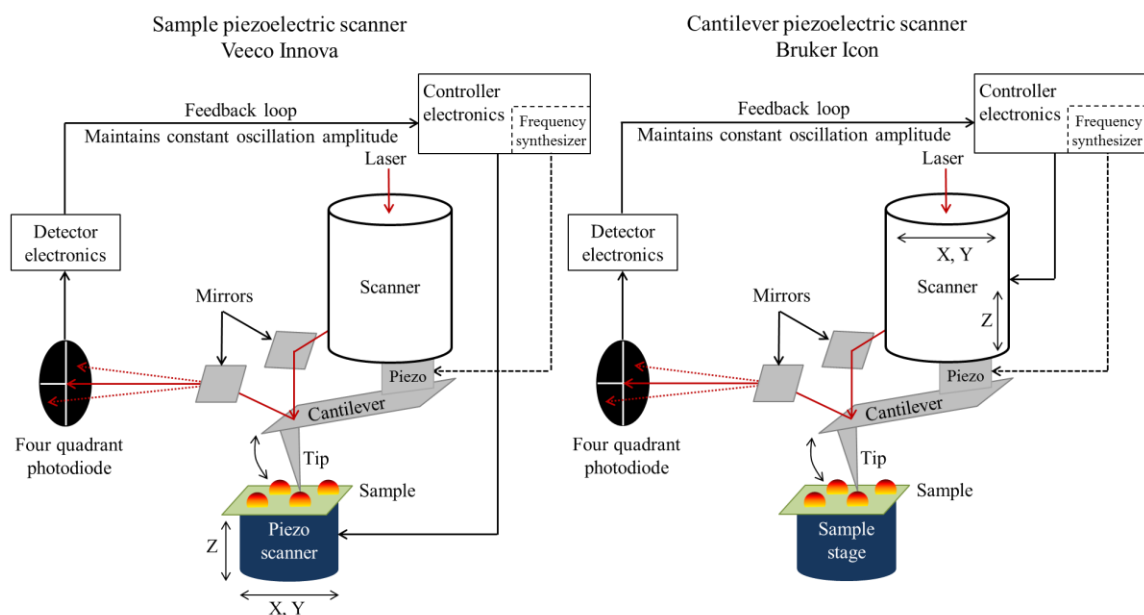 Sample piezoelectric scanner
Veeco Innova
Feedback loop
Maintains constant oscillation amplitude
Controller
electronics
Frequency
synthesizer
Laser
Detector
electronics
Scanner
Mirrors
Piezo
Cantilever
Four quadrant
photodiode
Tip
Sample
Z
Piezo
scanner
X, Y
Cantilever piezoelectric scanner
Bruker Icon
Feedback loop
Maintains constant oscillation amplitude
Controller
electronics
Frequency
synthesizer
Laser
Detector
electronics
X, Y
Scanner
Z
Mirrors
Piezo
Cantilever
Four quadrant
photodiode
Tip
Sample
Sample
stage